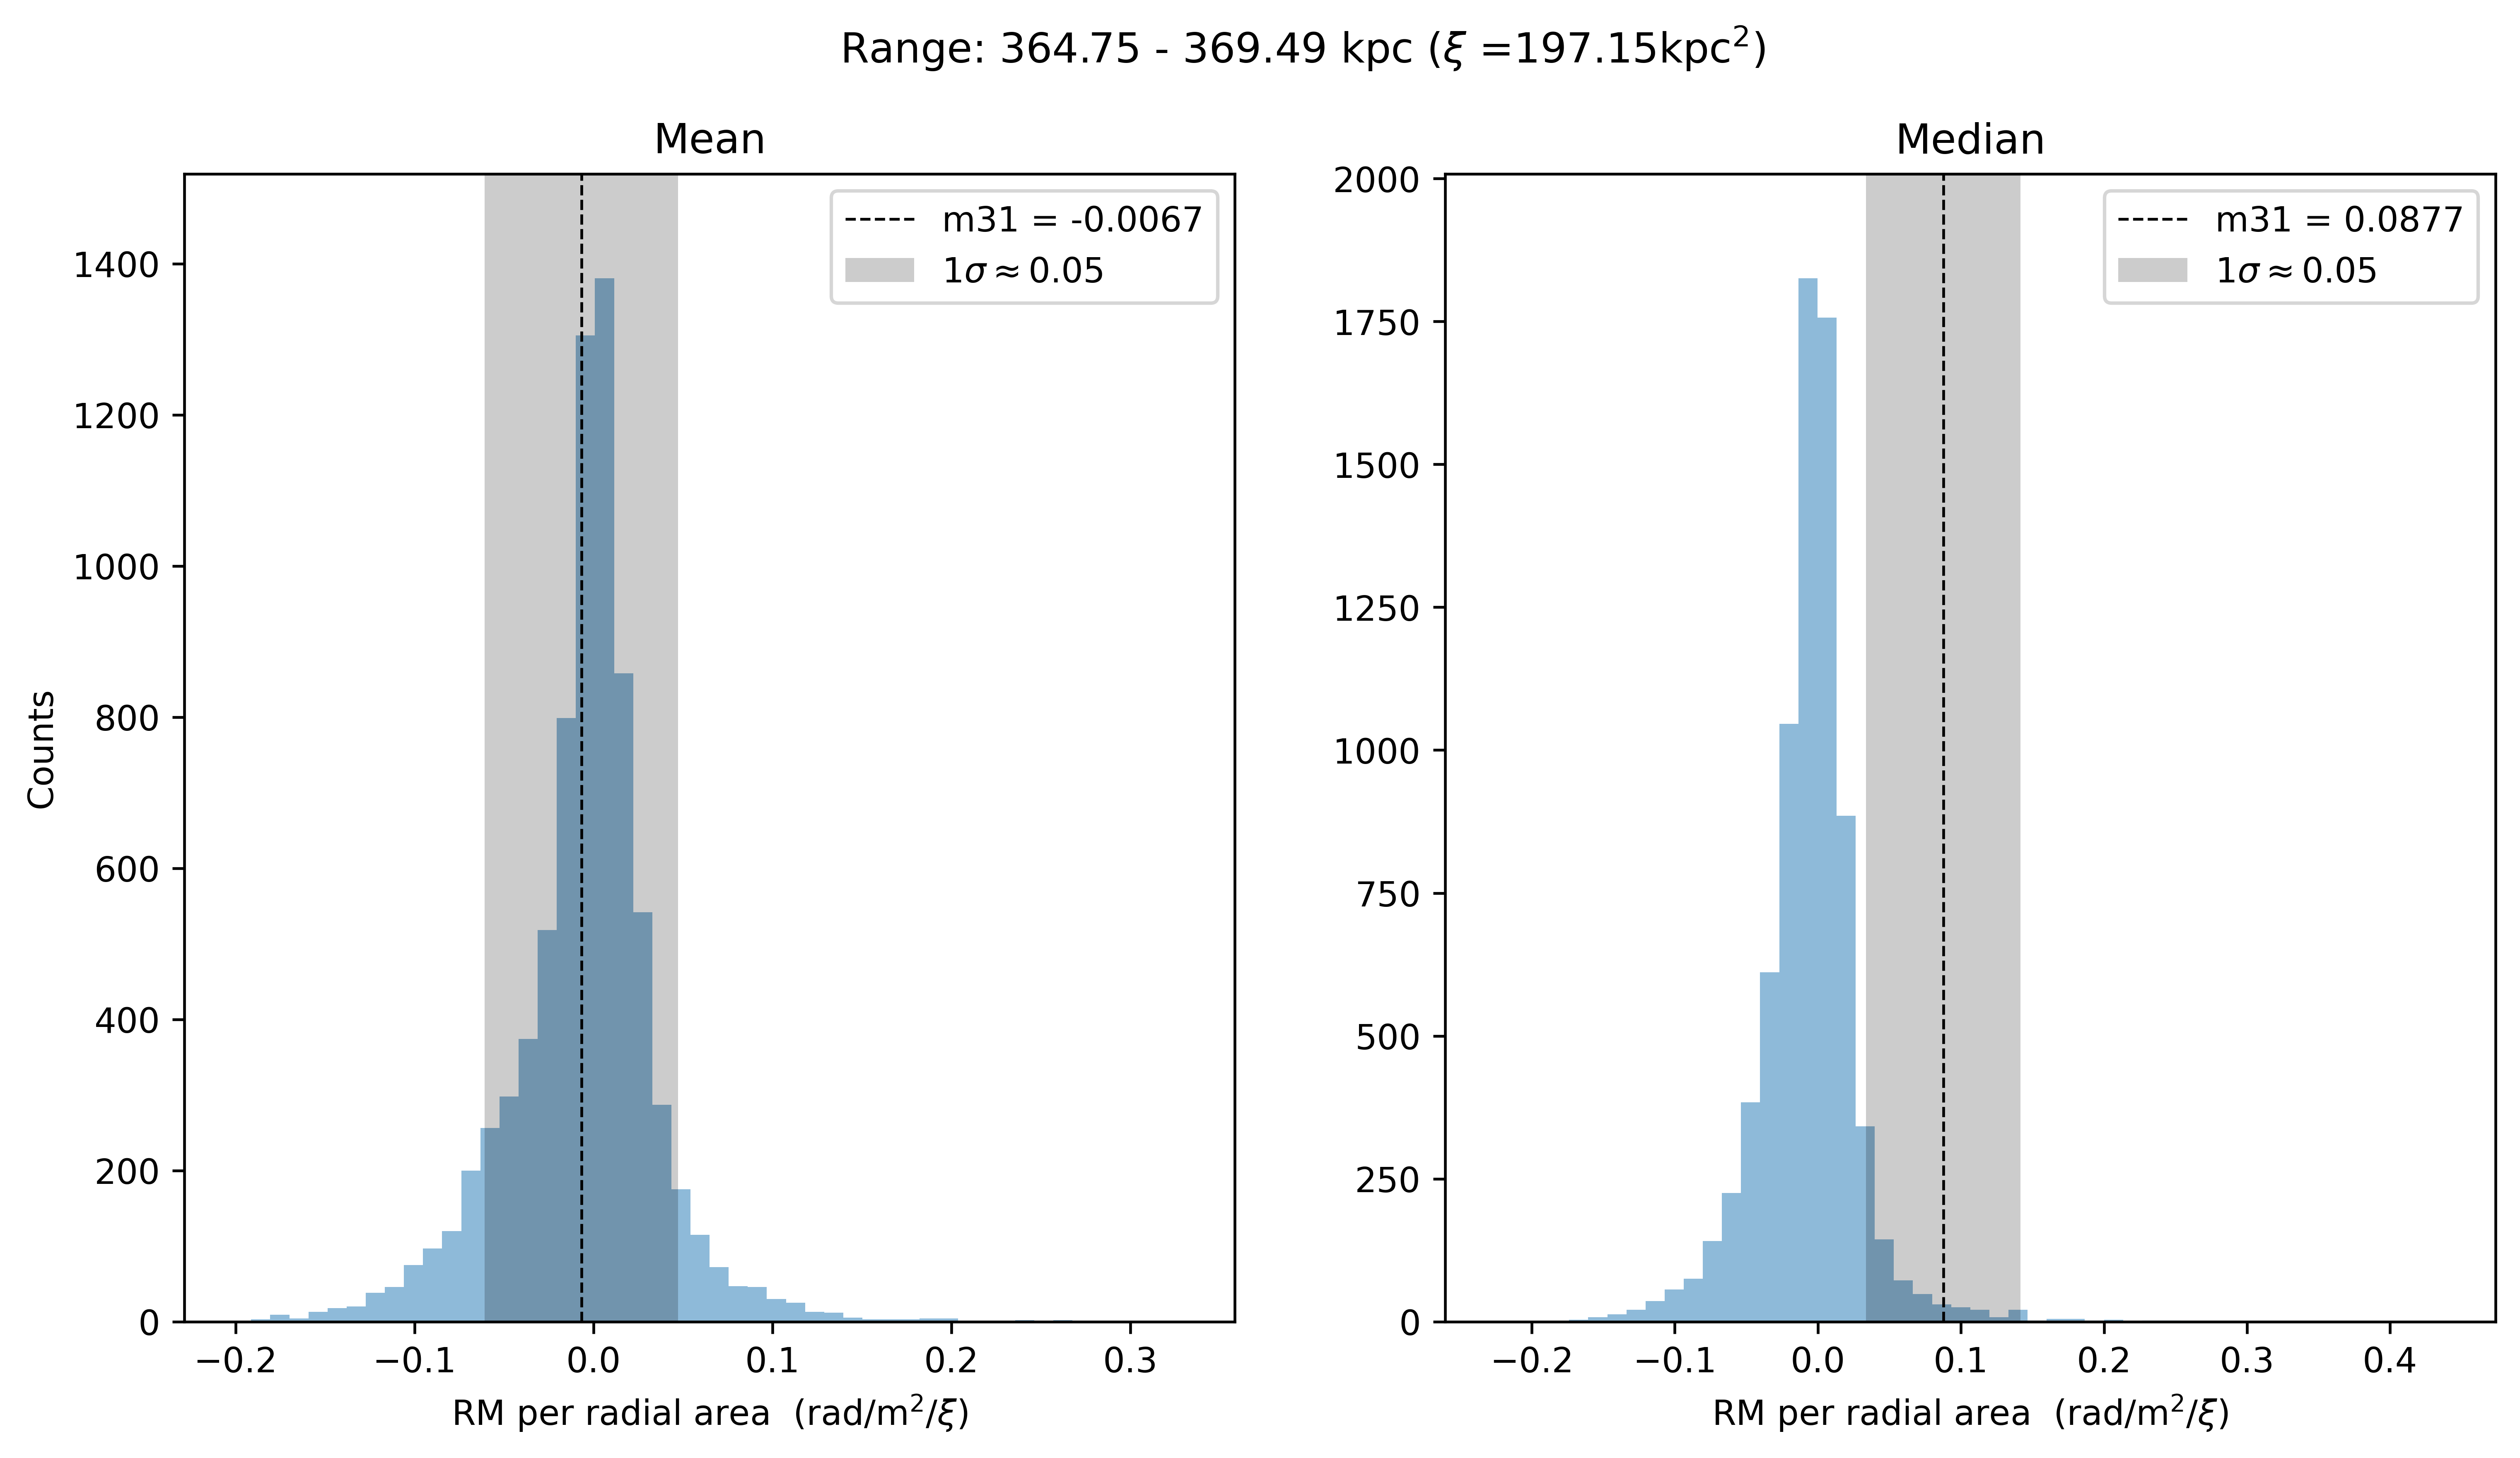 Range: 364.75 - 369.49 kpc (ξ =197.15kpc²)
Mean
m31 = -0.0067
1σ ≈ 0.05
1400
1200
1000
800
600
400
200
0
Counts
−0.2 −0.1 0.0 0.1 0.2 0.3
RM per radial area (rad/m²/ξ)
Median
m31 = 0.0877
1σ ≈ 0.05
2000
1750
1500
1250
1000
750
500
250
0
−0.2 −0.1 0.0 0.1 0.2 0.3 0.4
RM per radial area (rad/m²/ξ)